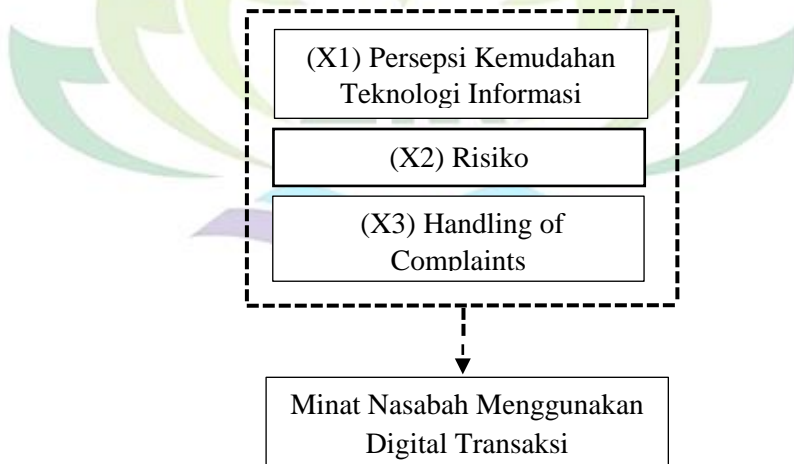 (X1) Persepsi Kemudahan
Teknologi Informasi
(X2) Risiko
(X3) Handling of
Complaints
Minat Nasabah Menggunakan
Digital Transaksi